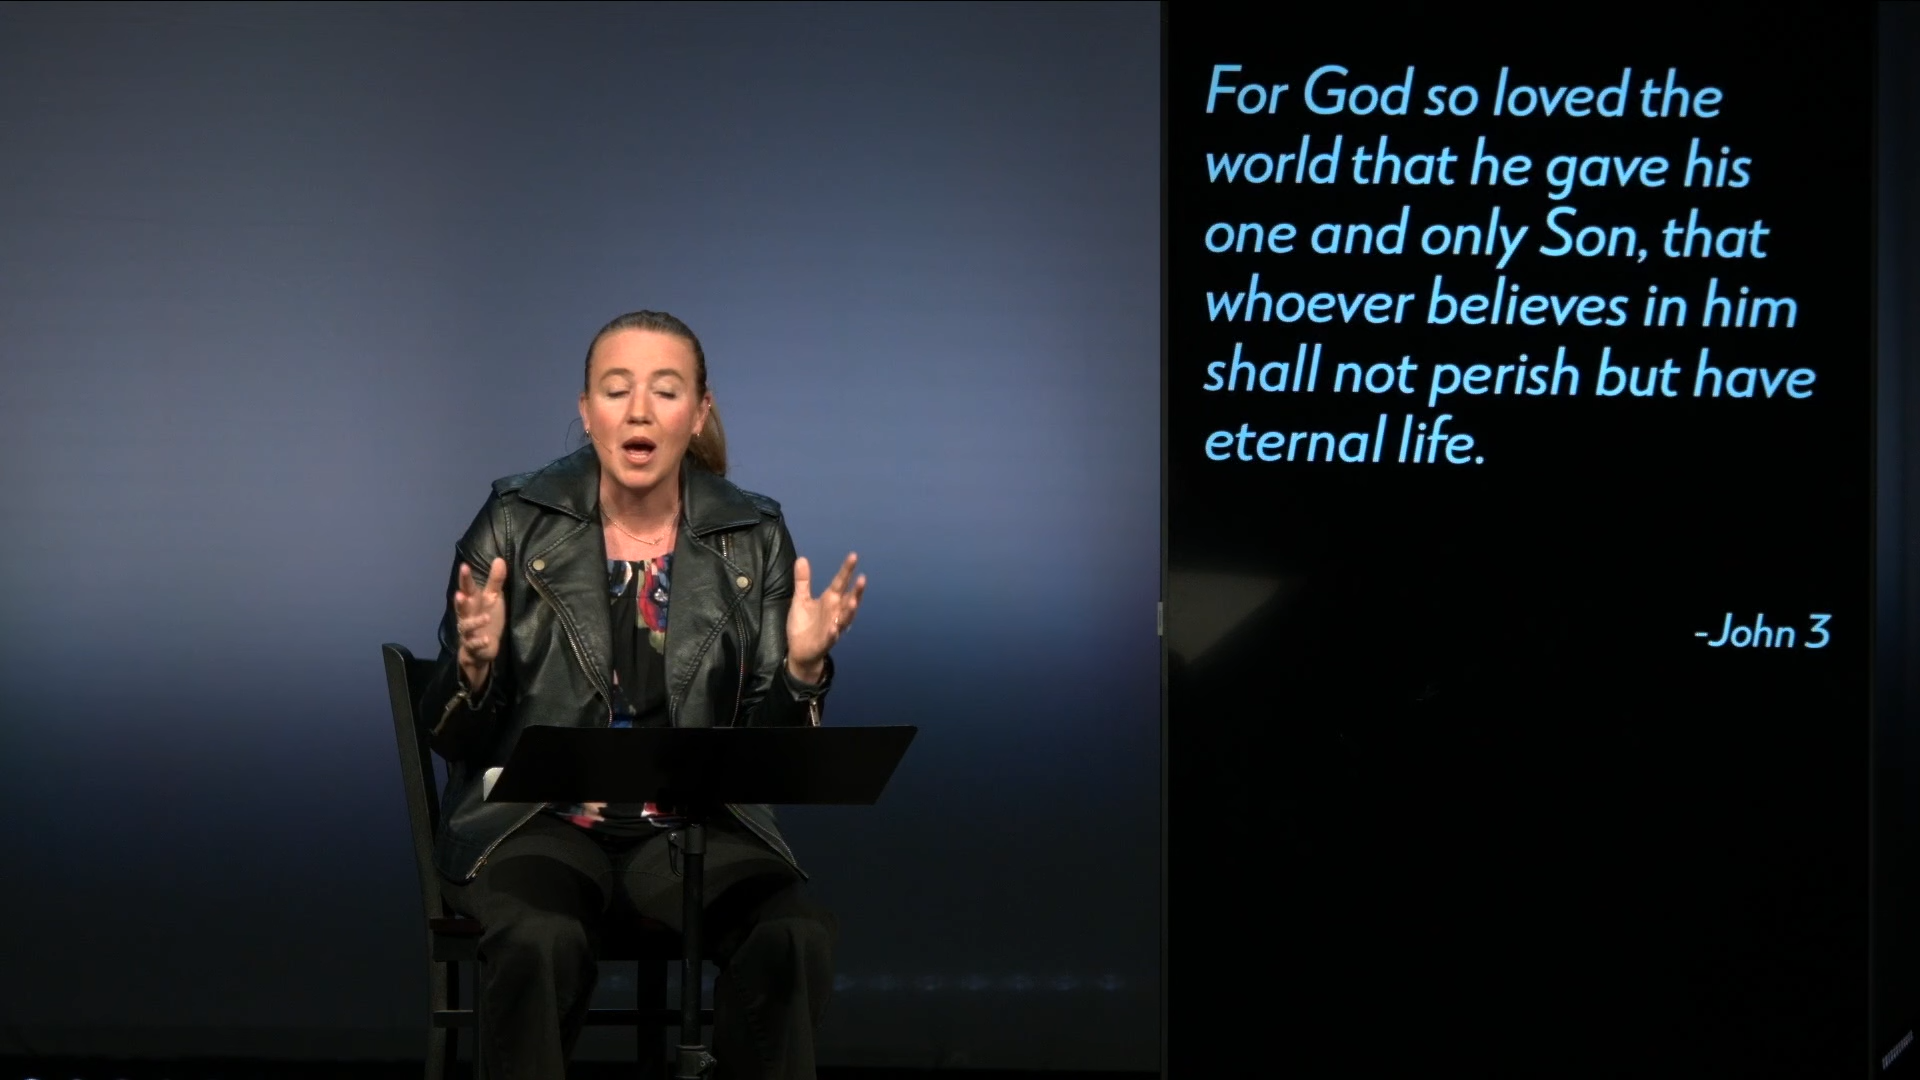 For God so loved the
world that he gave his
one and only Son, that
whoever believes in him
shall not perish but have
eternal life.
-John 3